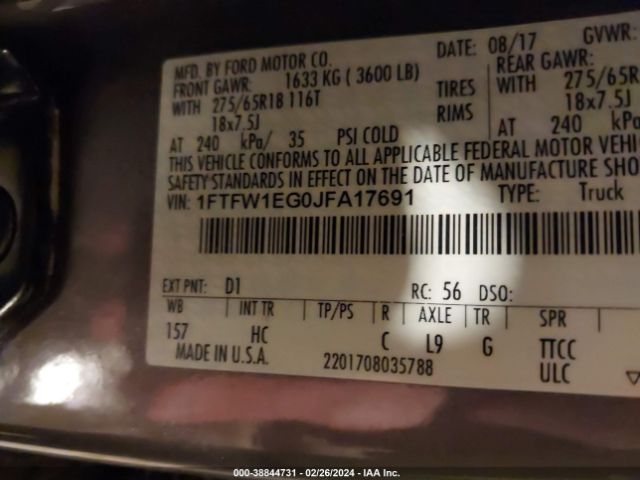 MFD. BY FORD MOTOR CO. DATE: 08/17 GVWR:
FRONT GAWR: 1633 KG ( 3600 LB) REAR GAWR:
WITH 275/65R18 116T TIRES WITH 275/65R
18x7.5J RIMS 18x7.5J
AT 240 kPa/ 35 PSI COLD AT 240 kP
THIS VEHICLE CONFORMS TO ALL APPLICABLE FEDERAL MOTOR VEHI
SAFETY STANDARDS IN EFFECT ON THE DATE OF MANUFACTURE SHO
VIN: 1FTFW1EG0JFA17691 TYPE: Truck
EXT PNT: D1 RC: 56 DSO:
WB INT TR TP/PS R AXLE TR SPR
157 HC C L9 G TTCC
MADE IN U.S.A. 2201708035788 ULC
(STOCK)-38844731 - 02/26/2024 - IAA Inc.